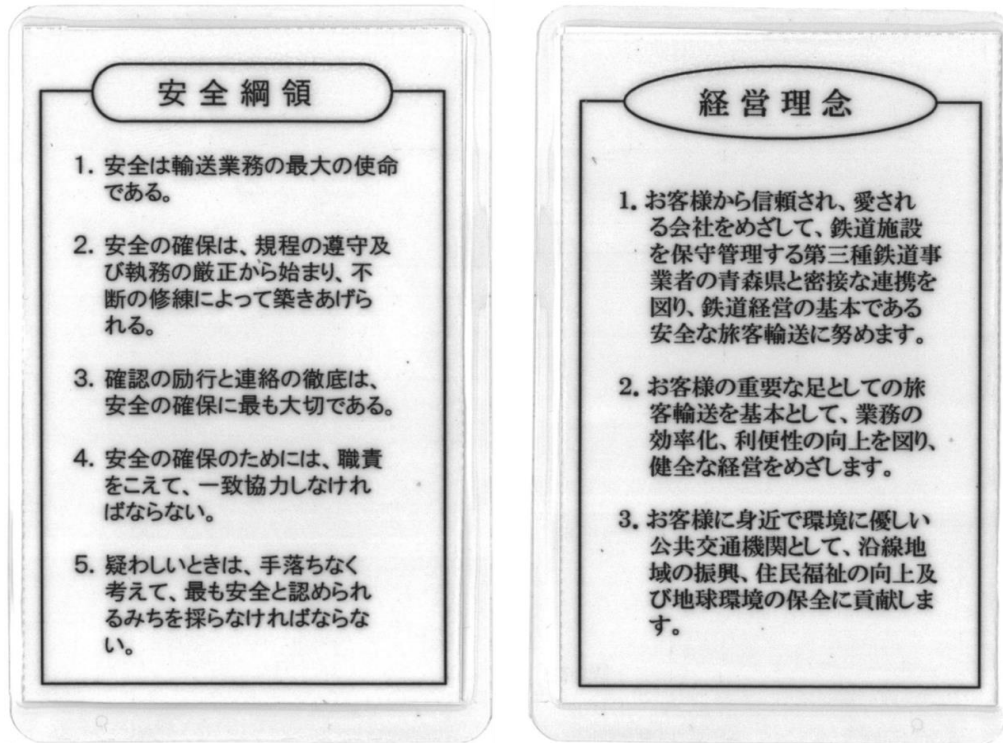 安全綱領
1. 安全は輸送業務の最大の使命
である。
2. 安全の確保は、規程の遵守及
び執務の厳正から始まり、不
断の修練によって築きあげら
れる。
3. 確認の励行と連絡の徹底は、
安全の確保に最も大切である。
4. 安全の確保のためには、職責
をこえて、一致協力しなけれ
ばならない。
5. 疑わしいときは、手落ちなく
考えて、最も安全と認められ
るみちを採らなければならな
い。
経営理念
1. お客様から信頼され、愛され
る会社をめざして、鉄道施設
を保守管理する第三種鉄道事
業者の青森県と密接な連携を
図り、鉄道経営の基本である
安全な旅客輸送に努めます。
2. お客様の重要な足としての旅
客輸送を基本として、業務の
効率化、利便性の向上を図り、
健全な経営をめざします。
3. お客様に身近で環境に優しい
公共交通機関として、沿線地
域の振興、住民福祉の向上及
び地球環境の保全に貢献しま
す。